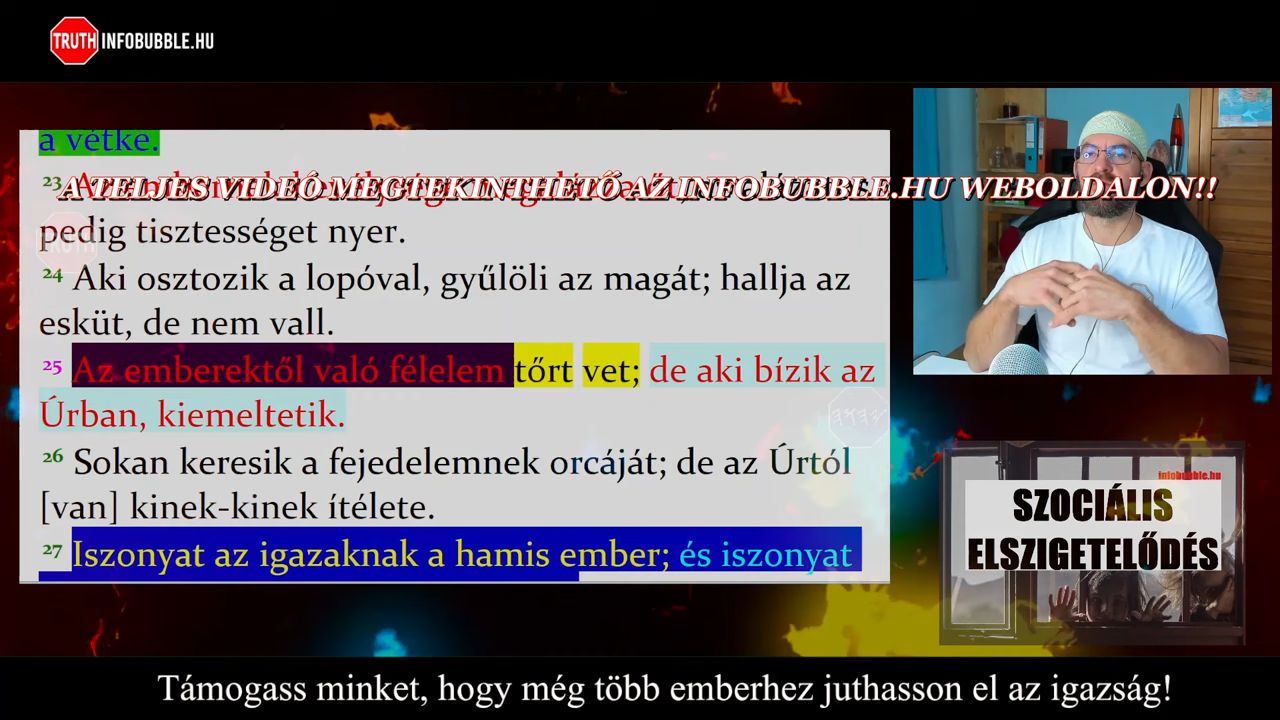 TRUTH INFOBUBBLE.HU
a vétke.
23
A TELJES VIDEÓ MEGTEKINTHETŐ AZ INFOBUBBLE.HU WEBOLDALON!!
pedig tisztességet nyer.
TRUTH
24 Aki osztozik a lopóval, gyűlöli az magát; hallja az
esküt, de nem vall.
25 Az emberektől való félelem tőrt vet; de aki bízik az
Úrban, kiemeltetik.
26 Sokan keresik a fejedelemnek orcáját; de az Úrtól
[van] kinek-kinek ítélete.
27 Iszonyat az igazaknak a hamis ember; és iszonyat
infobubble.hu
SZOCIÁLIS
ELSZIGETELŐDÉS
Támogass minket, hogy még több emberhez juthasson el az igazság!